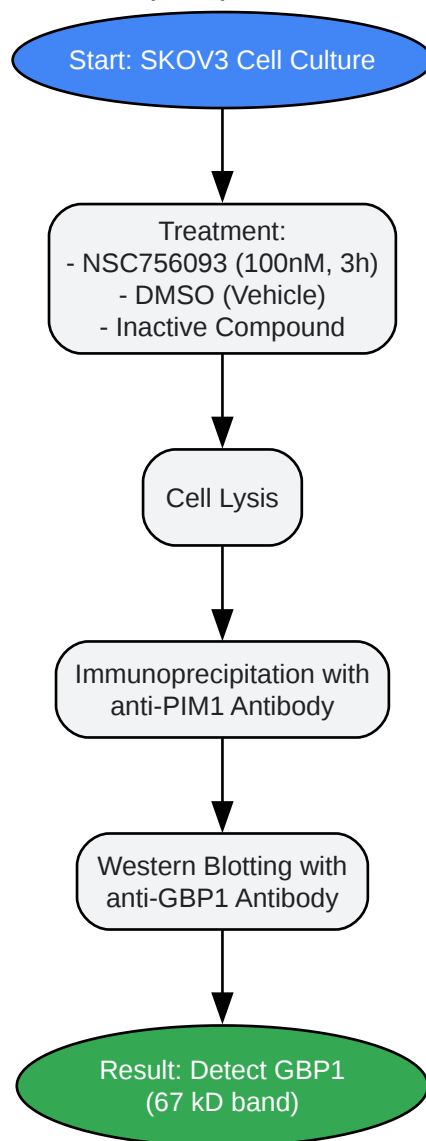 Start: SKOV3 Cell Culture
Treatment:
- NSC756093 (100nM, 3h)
- DMSO (Vehicle)
- Inactive Compound
Cell Lysis
Immunoprecipitation with
anti-PIM1 Antibody
Western Blotting with
anti-GBP1 Antibody
Result: Detect GBP1
(67 kD band)